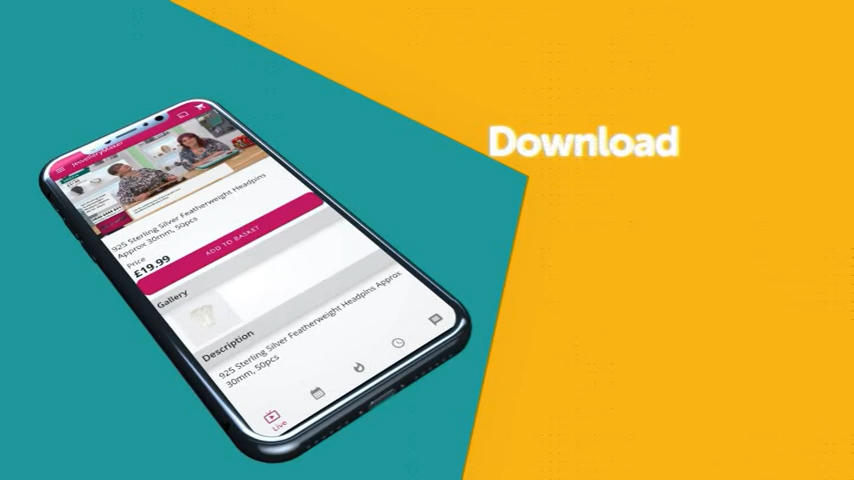 JewelleryMaker
925 Sterling Silver Featherweight Headpins
Approx 30mm, 50pcs
Price
£19.99
ADD TO BASKET
Gallery
Description
925 Sterling Silver Featherweight Headpins Approx
30mm, 50pcs
Live
Download